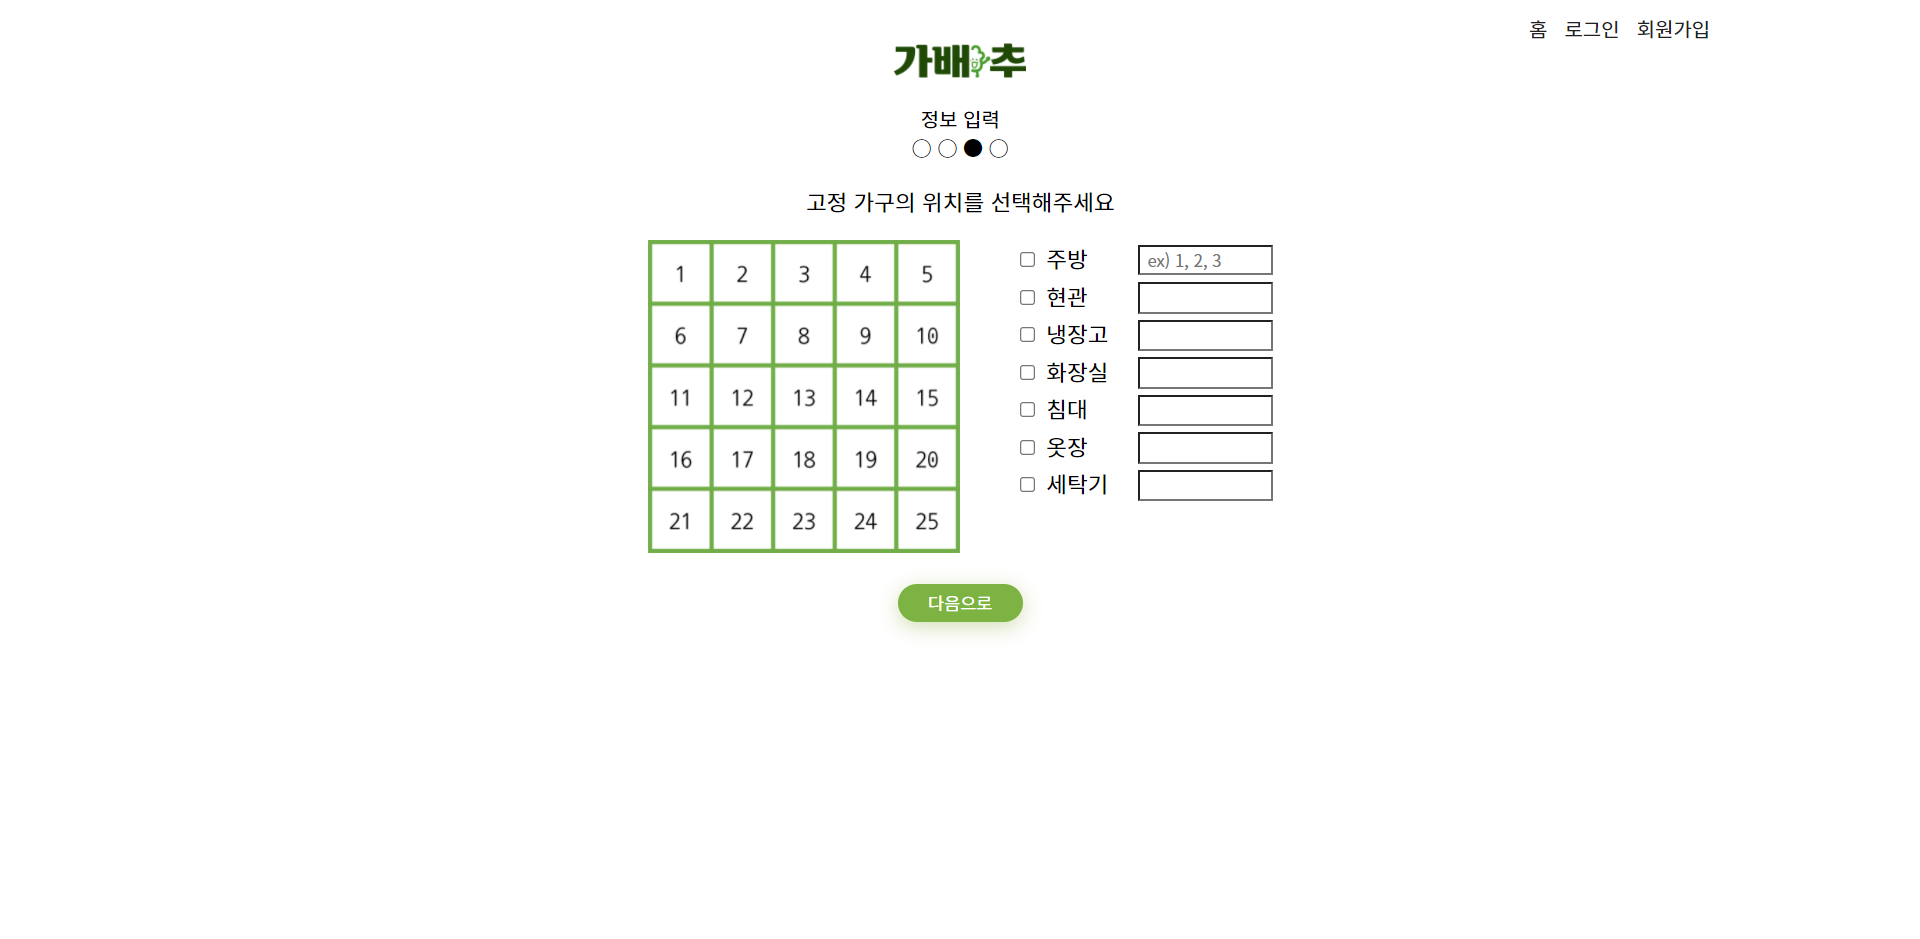 홈 로그인 회원가입
가배추
정보 입력
고정 가구의 위치를 선택해주세요
1 2 3 4 5
6 7 8 9 10
11 12 13 14 15
16 17 18 19 20
21 22 23 24 25
주방 ex) 1, 2, 3
현관
냉장고
화장실
침대
옷장
세탁기
다음으로